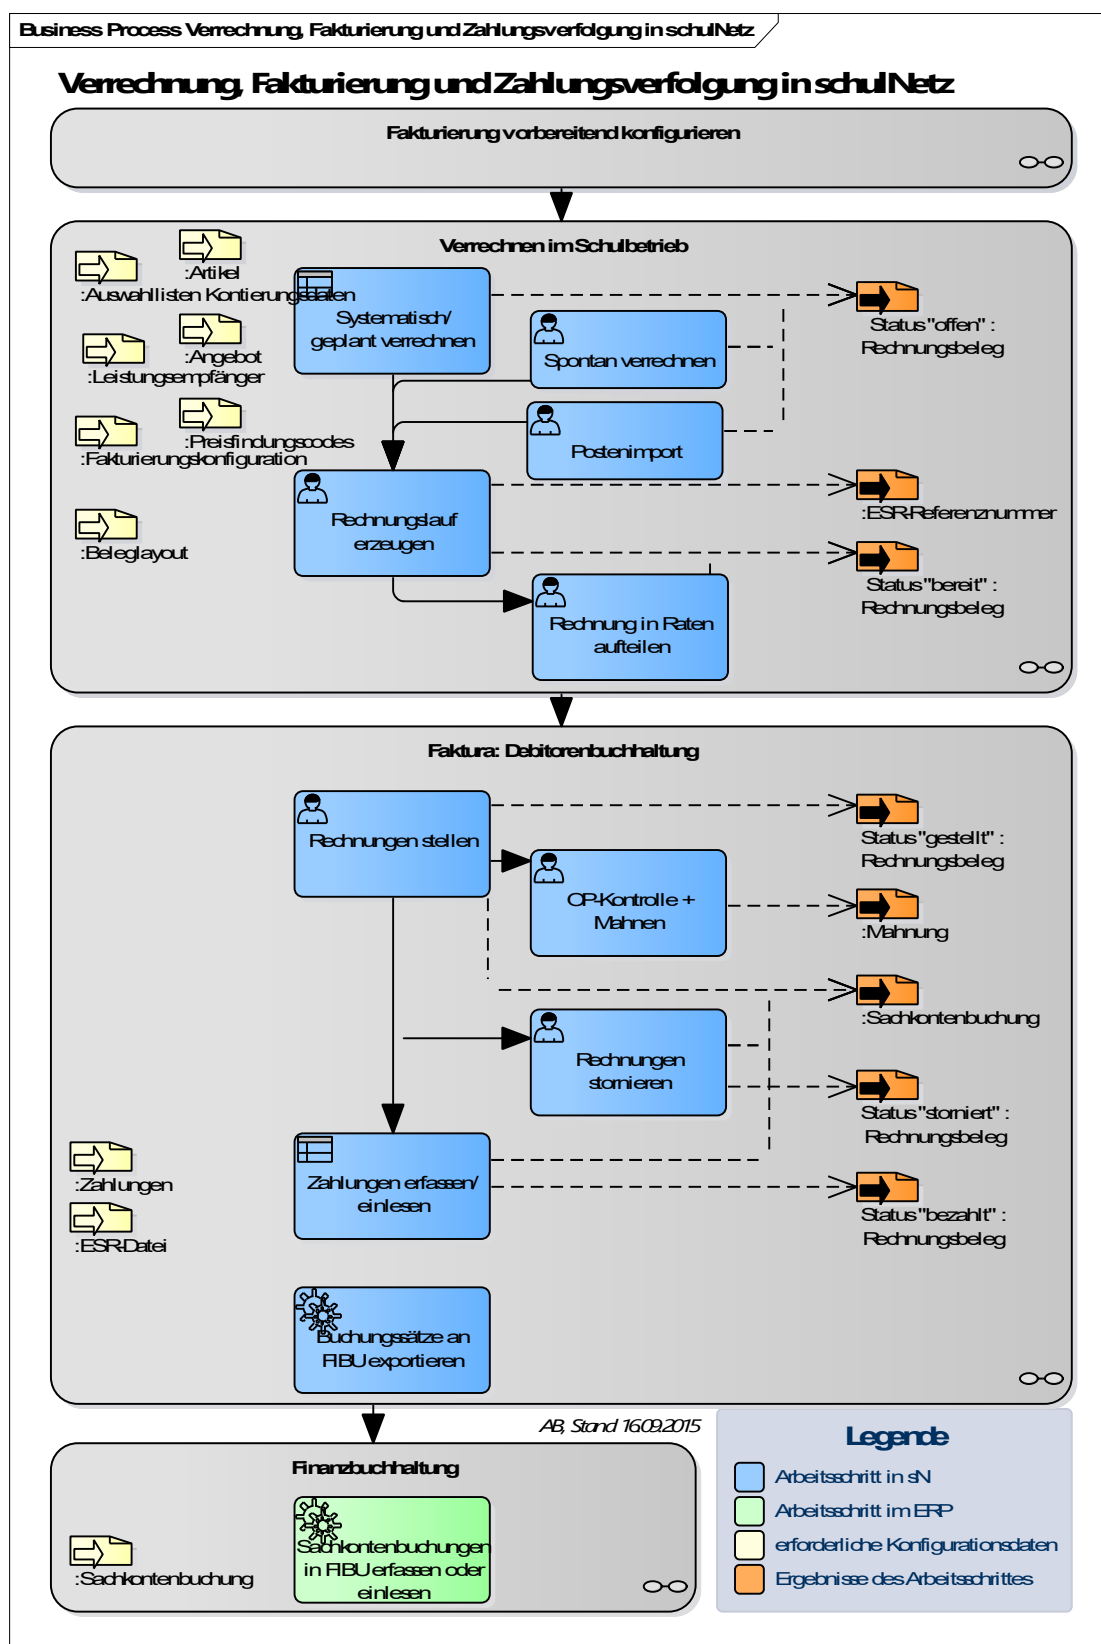 Business Process Verrechnung, Fakturierung und Zahlungsverfolgung in schulNetz
Verrechnung, Fakturierung und Zahlungsverfolgung in schulNetz
Fakturierung vorbereitend konfigurieren
Verrechnen im Schulbetrieb
:Artikel
:Auswahllisten Kontierungsdaten
:Angebot
:Leistungsempfänger
:Preisfindungscodes
:Fakturierungskonfiguration
:Beleglayout
Systematisch/
geplant verrechnen
Spontan verrechnen
Postenimport
Rechnungslauf
erzeugen
Rechnung in Raten
aufteilen
Status "offen" :
Rechnungsbeleg
:ESR-Referenznummer
Status "bereit" :
Rechnungsbeleg
Faktura: Debitorenbuchhaltung
Rechnungen stellen
OP-Kontrolle +
Mahnen
Rechnungen
stornieren
Zahlungen erfassen/
einlesen
Buchungssätze an
FIBU exportieren
:Zahlungen
:ESR-Datei
Status "gestellt" :
Rechnungsbeleg
:Mahnung
:Sachkontenbuchung
Status "storniert" :
Rechnungsbeleg
Status "bezahlt" :
Rechnungsbeleg
AB, Stand 16.09.2015
Finanzbuchhaltung
:Sachkontenbuchung
Sachkontenbuchungen
in FIBU erfassen oder
einlesen
Legende
Arbeitsschritt in sN
Arbeitsschritt im ERP
erforderliche Konfigurationsdaten
Ergebnisse des Arbeitsschrittes